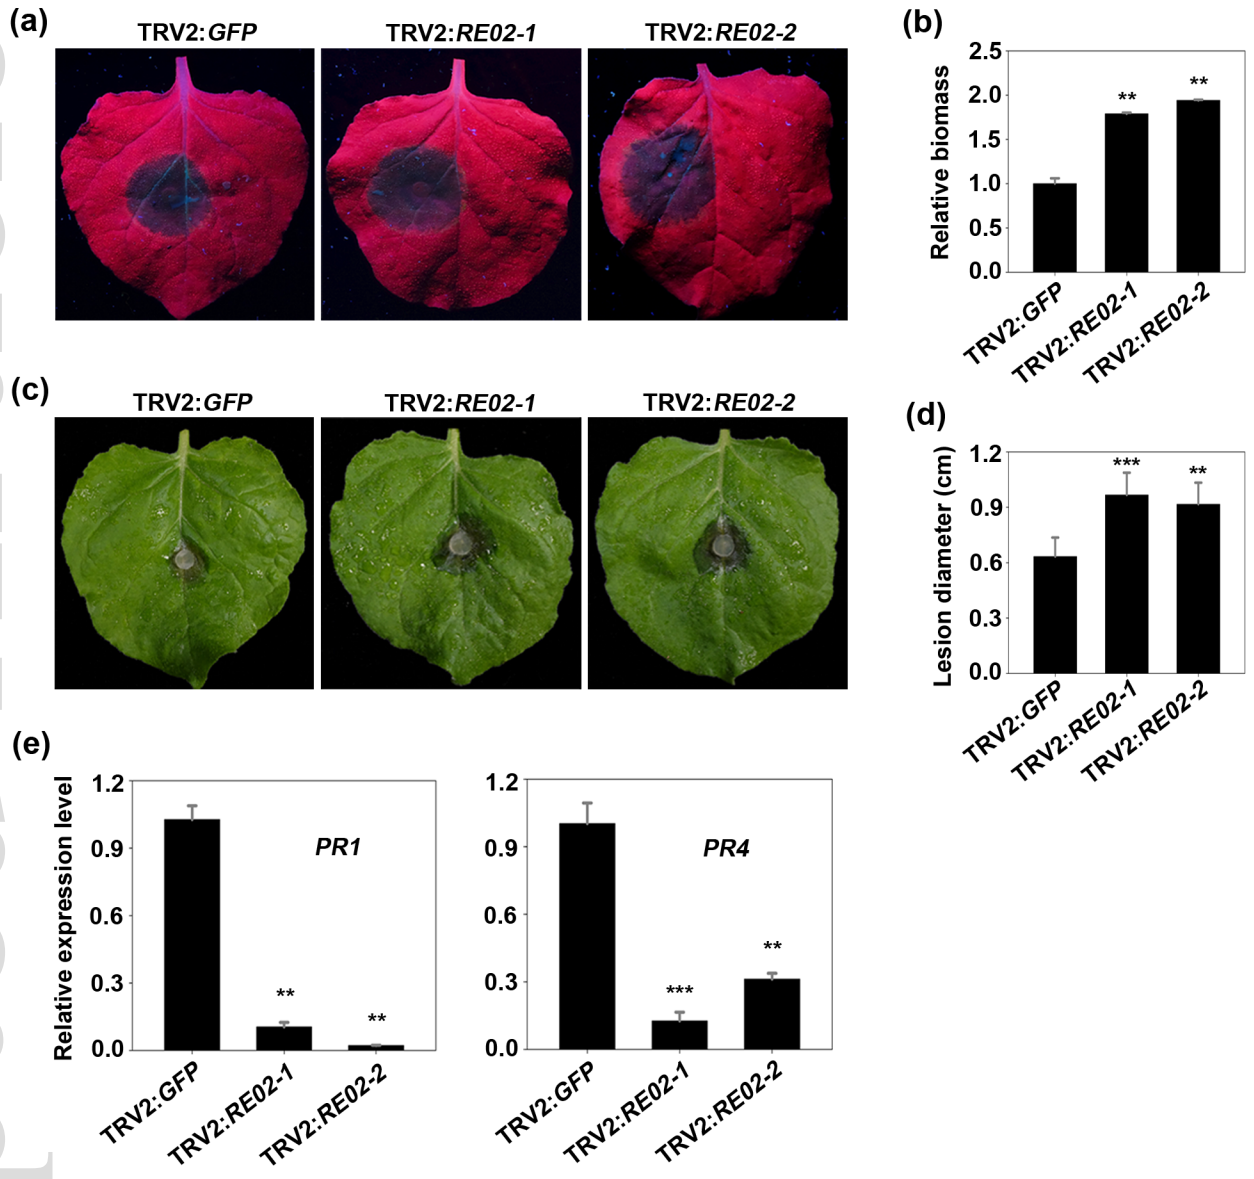 (a)
TRV2:GFP TRV2:RE02-1 TRV2:RE02-2
(b)
2.5
2.0
1.5
1.0
0.5
0.0
Relative biomass
** **
TRV2:GFP TRV2:RE02-1 TRV2:RE02-2
(c)
TRV2:GFP TRV2:RE02-1 TRV2:RE02-2
(d)
1.2
0.9
0.6
0.3
0.0
Lesion diameter (cm)
*** **
TRV2:GFP TRV2:RE02-1 TRV2:RE02-2
(e)
Relative expression level
1.2
0.9
0.6
0.3
0.0
PR1
** **
TRV2:GFP TRV2:RE02-1 TRV2:RE02-2
1.2
0.9
0.6
0.3
0.0
PR4
*** **
TRV2:GFP TRV2:RE02-1 TRV2:RE02-2